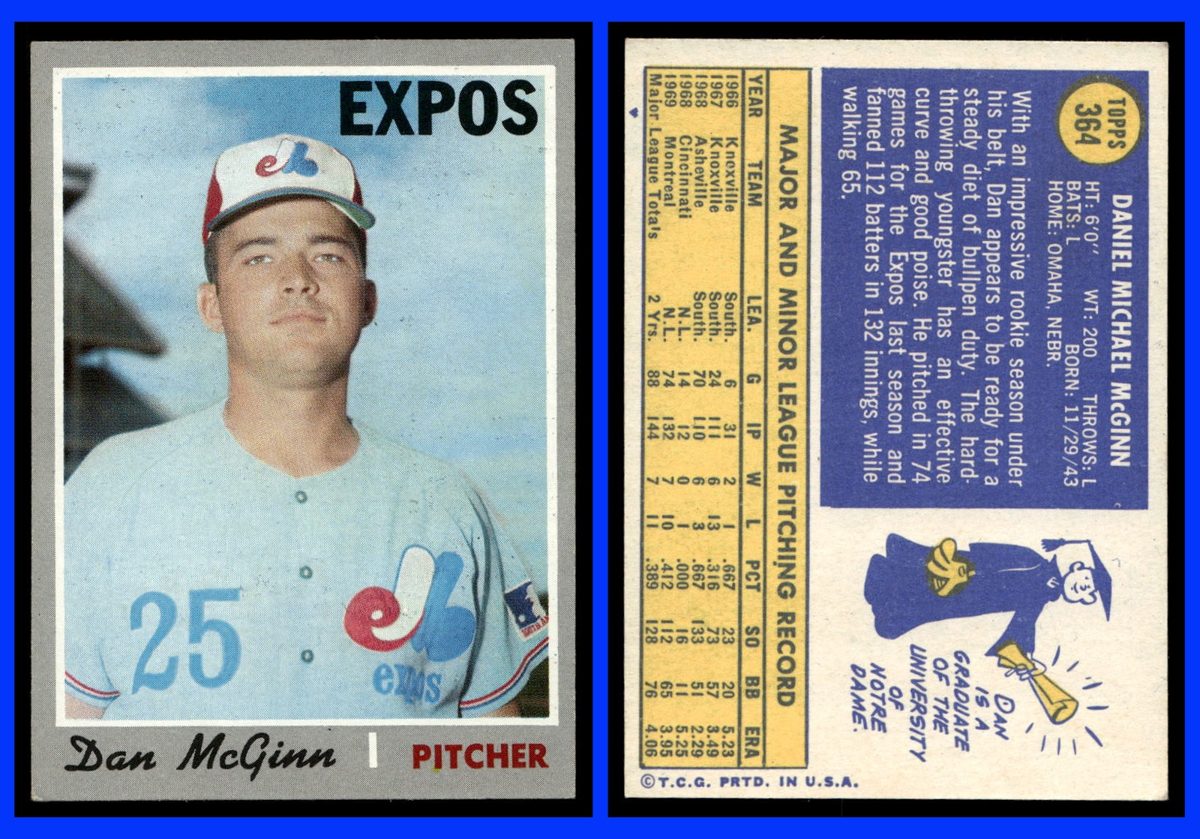 EXPOS
25
expos
Dan McGinn | PITCHER
TOPPS
364
DANIEL MICHAEL McGINN
HT: 6'0'' WT: 200 THROWS: L
BATS: L BORN: 11/29/43
HOME: OMAHA, NEBR.
With an impressive rookie season under
his belt, Dan appears to be ready for a
steady diet of bullpen duty. The hard-
throwing youngster has an effective
curve and good poise. He pitched in 74
games for the Expos last season and
fanned 112 batters in 132 innings, while
walking 65.
DAN
IS A
GRADUATE
OF THE
UNIVERSITY
OF
NOTRE
DAME.
MAJOR AND MINOR LEAGUE PITCHING RECORD
YEAR TEAM LEA. G IP W L PCT SO BB ERA
1966 Knoxville South. 6 31 2 1 .667 23 20 5.23
1967 Knoxville South. 24 111 6 13 .316 73 57 3.49
1968 Asheville South. 70 110 6 3 .667 133 51 2.29
1968 Cincinnati N.L. 14 12 0 1 .000 16 11 5.25
1969 Montreal N.L. 74 132 7 10 .412 112 65 3.95
Major League Tota's 2 Yrs. 88 144 7 11 .389 128 76 4.06
©T.C.G. PRTD. IN U.S.A.